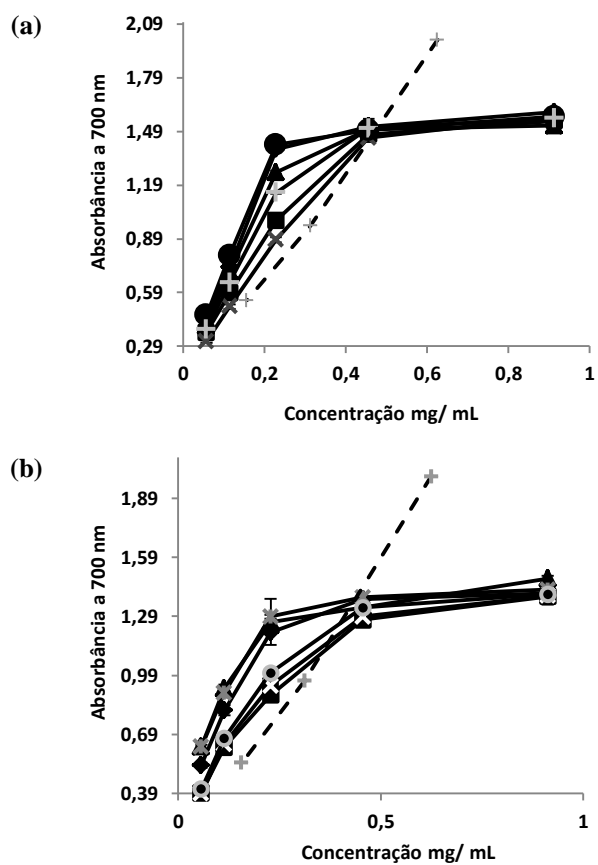 (a)
Absorbância a 700 nm
2,09
1,79
1,49
1,19
0,89
0,59
0,29
0 0,2 0,4 0,6 0,8 1
Concentração mg/ mL
(b)
Absorbância a 700 nm
1,89
1,59
1,29
0,99
0,69
0,39
0 0,5 1
Concentração mg/ mL